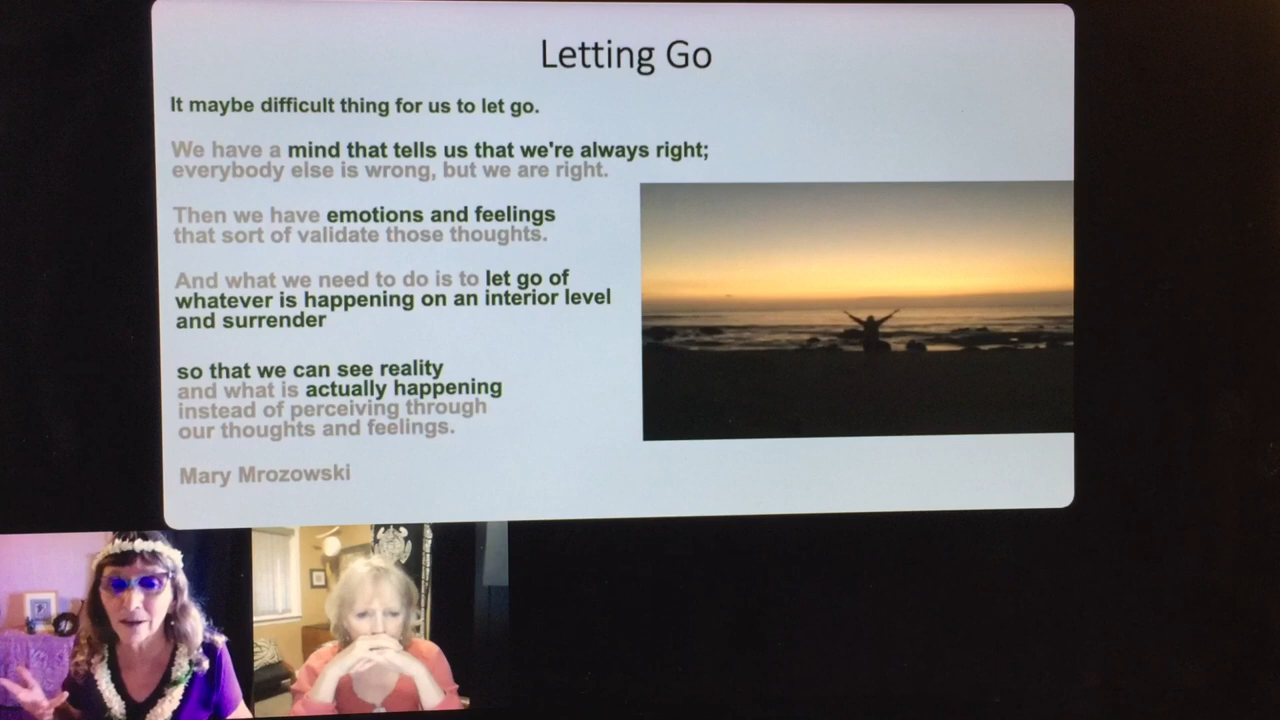 Letting Go
It maybe difficult thing for us to let go.
We have a mind that tells us that we're always right;
everybody else is wrong, but we are right.
Then we have emotions and feelings
that sort of validate those thoughts.
And what we need to do is to let go of
whatever is happening on an interior level
and surrender
so that we can see reality
and what is actually happening
instead of perceiving through
our thoughts and feelings.
Mary Mrozowski